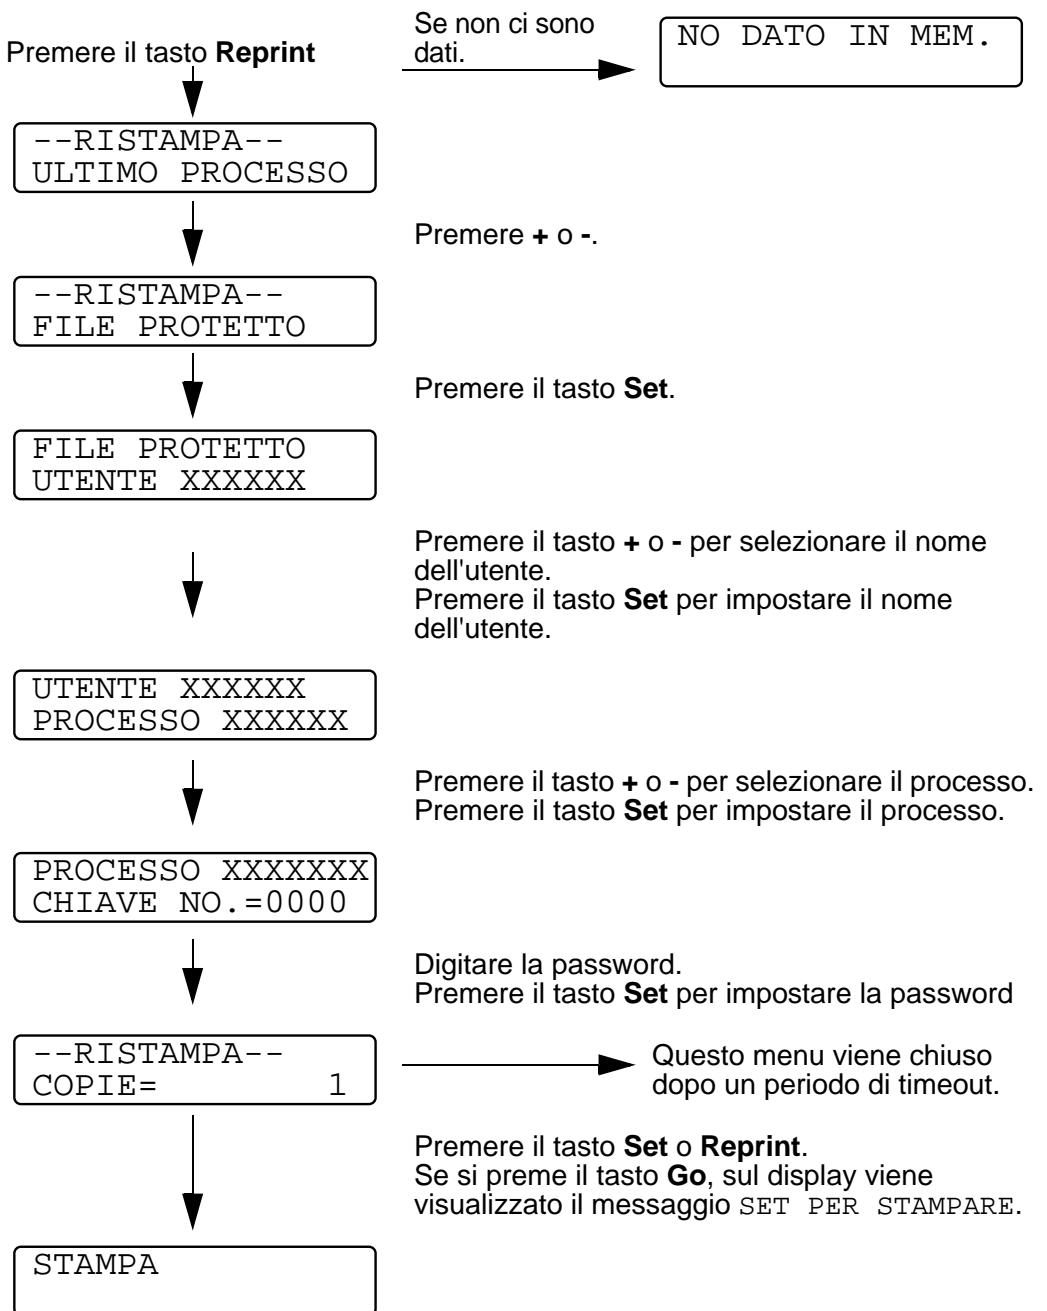 Premere il tasto Reprint
Se non ci sono
dati.
NO DATO IN MEM.
--RISTAMPA--
ULTIMO PROCESSO
Premere + o -.
--RISTAMPA--
FILE PROTETTO
Premere il tasto Set.
FILE PROTETTO
UTENTE XXXXXX
Premere il tasto + o - per selezionare il nome
dell'utente.
Premere il tasto Set per impostare il nome
dell'utente.
UTENTE XXXXXX
PROCESSO XXXXXX
Premere il tasto + o - per selezionare il processo.
Premere il tasto Set per impostare il processo.
PROCESSO XXXXXXX
CHIAVE NO.=0000
Digitare la password.
Premere il tasto Set per impostare la password
--RISTAMPA--
COPIE= 1
Questo menu viene chiuso
dopo un periodo di timeout.
Premere il tasto Set o Reprint.
Se si preme il tasto Go, sul display viene
visualizzato il messaggio SET PER STAMPARE.
STAMPA